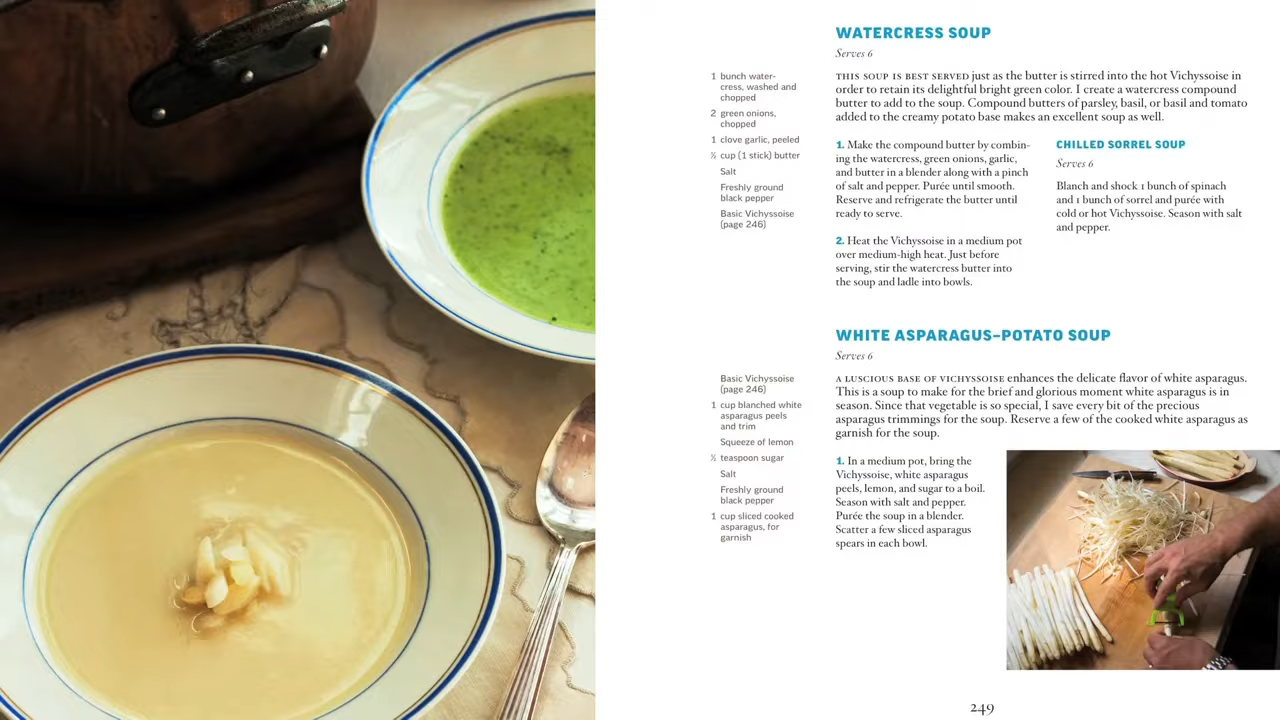 WATERCRESS SOUP
Serves 6
1 bunch water-
cress, washed and
chopped
2 green onions,
chopped
1 clove garlic, peeled
½ cup (1 stick) butter
Salt
Freshly ground
black pepper
Basic Vichyssoise
(page 246)
THIS SOUP IS BEST SERVED just as the butter is stirred into the hot Vichyssoise in
order to retain its delightful bright green color. I create a watercress compound
butter to add to the soup. Compound butters of parsley, basil, or basil and tomato
added to the creamy potato base makes an excellent soup as well.
1. Make the compound butter by combin-
ing the watercress, green onions, garlic,
and butter in a blender along with a pinch
of salt and pepper. Purée until smooth.
Reserve and refrigerate the butter until
ready to serve.
2. Heat the Vichyssoise in a medium pot
over medium-high heat. Just before
serving, stir the watercress butter into
the soup and ladle into bowls.
CHILLED SORREL SOUP
Serves 6
Blanch and shock 1 bunch of spinach
and 1 bunch of sorrel and purée with
cold or hot Vichyssoise. Season with salt
and pepper.
WHITE ASPARAGUS–POTATO SOUP
Serves 6
Basic Vichyssoise
(page 246)
1 cup blanched white
asparagus peels
and trim
Squeeze of lemon
½ teaspoon sugar
Salt
Freshly ground
black pepper
1 cup sliced cooked
asparagus, for
garnish
A LUSCIOUS BASE OF VICHYSSOISE enhances the delicate flavor of white asparagus.
This is a soup to make for the brief and glorious moment white asparagus is in
season. Since that vegetable is so special, I save every bit of the precious
asparagus trimmings for the soup. Reserve a few of the cooked white asparagus as
garnish for the soup.
1. In a medium pot, bring the
Vichyssoise, white asparagus
peels, lemon, and sugar to a boil.
Season with salt and pepper.
Purée the soup in a blender.
Scatter a few sliced asparagus
spears in each bowl.
249